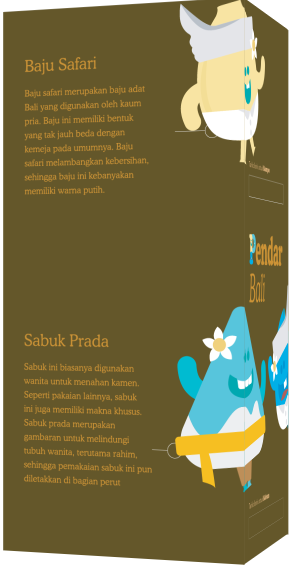 Baju Safari
Baju safari merupakan baju adat
Bali yang digunakan oleh kaum
pria. Baju ini memiliki bentuk
yang tak jauh beda dengan
kemeja pada umumnya. Baju
safari melambangkan kebersihan,
sehingga baju ini kebanyakan
memiliki warna putih.
Pendar
Bali
Sabuk Prada
Sabuk ini biasanya digunakan
wanita untuk menahan kamen.
Seperti pakaian lainnya, sabuk
ini juga memiliki makna khusus.
Sabuk prada merupakan
gambaran untuk melindungi
tubuh wanita, terutama rahim,
sehingga pemakaian sabuk ini pun
diletakkan di bagian perut